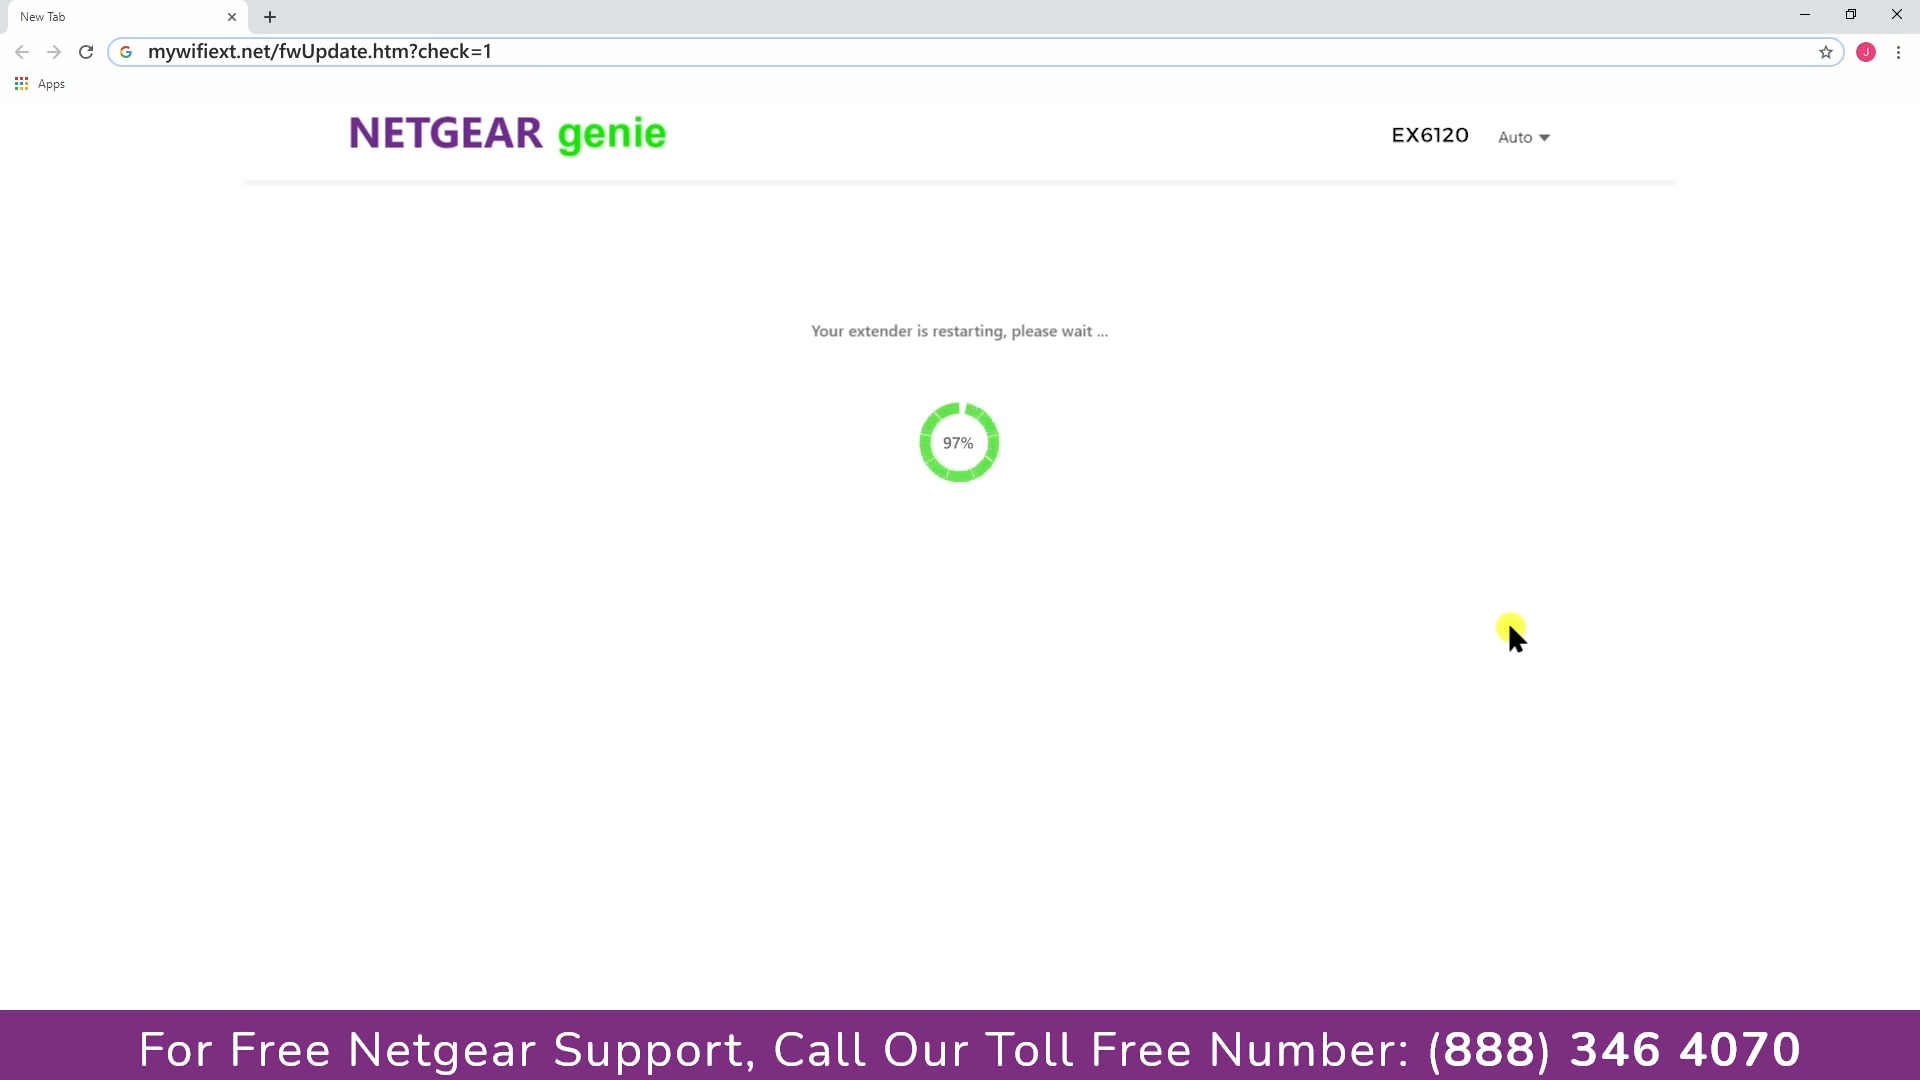 New Tab
mywifiext.net/fwUpdate.htm?check=1
J
Apps
NETGEAR genie
EX6120 Auto
Your extender is restarting, please wait ...
97%
For Free Netgear Support, Call Our Toll Free Number: (888) 346 4070